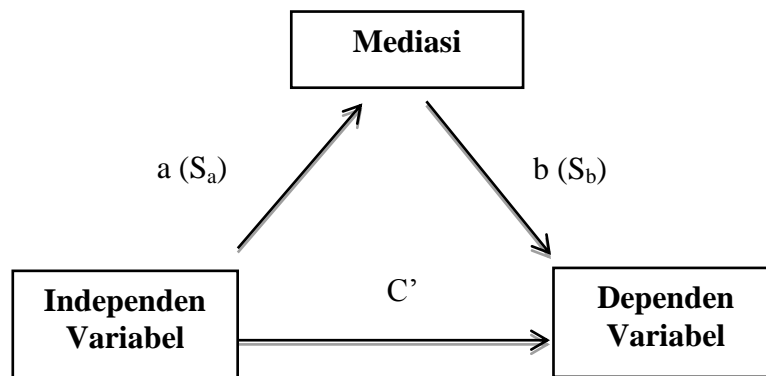 Mediasi
a (Sa)
b (Sb)
C’
Independen
Variabel
Dependen
Variabel